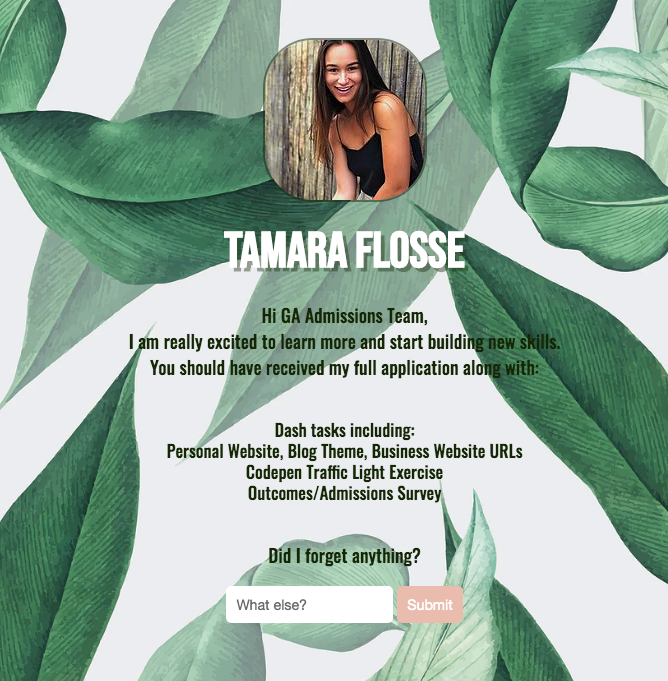 TAMARA FLOSSE
Hi GA Admissions Team,
I am really excited to learn more and start building new skills.
You should have received my full application along with:
Dash tasks including:
Personal Website, Blog Theme, Business Website URLs
Codepen Traffic Light Exercise
Outcomes/Admissions Survey
Did I forget anything?
What else? Submit